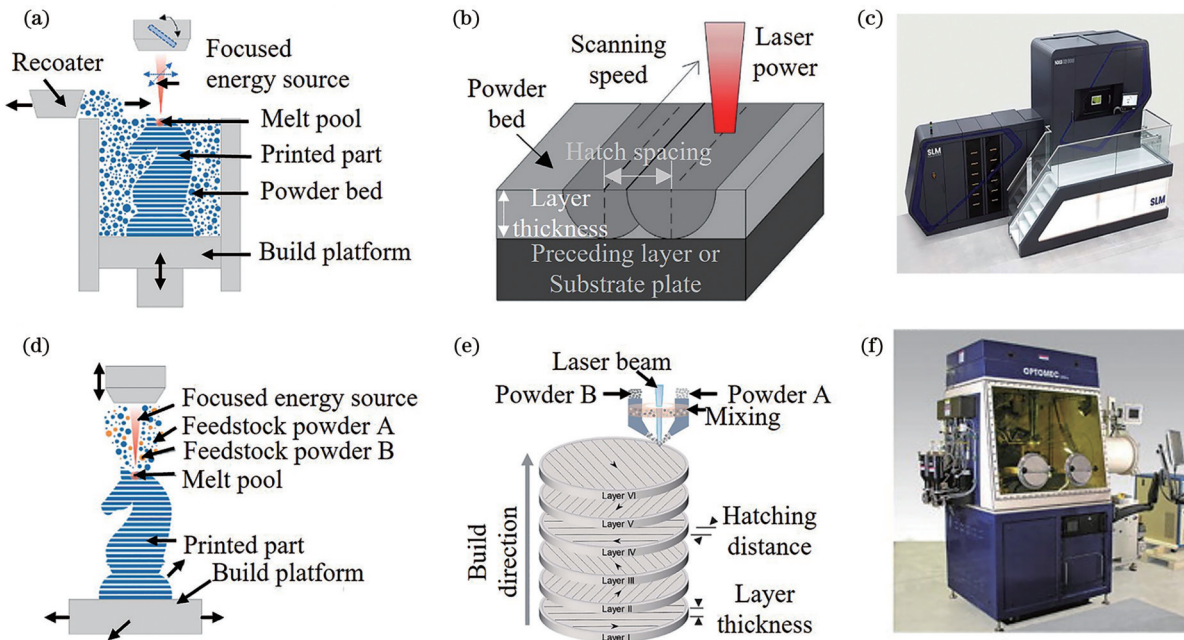 (a)
Recoater
Focused
energy source
Melt pool
Printed part
Powder bed
Build platform
(b)
Scanning
speed
Laser
power
Powder
bed
Hatch spacing
Layer
thickness
Preceding layer or
Substrate plate
(c)
SLM
SLM
(d)
Focused energy source
Feedstock powder A
Feedstock powder B
Melt pool
Printed part
Build platform
(e)
Laser beam
Powder B
Powder A
Mixing
Layer VI
Layer V
Layer IV
Layer III
Layer II
Layer I
Build
direction
Hatching
distance
Layer
thickness
(f)
OPTOMEC